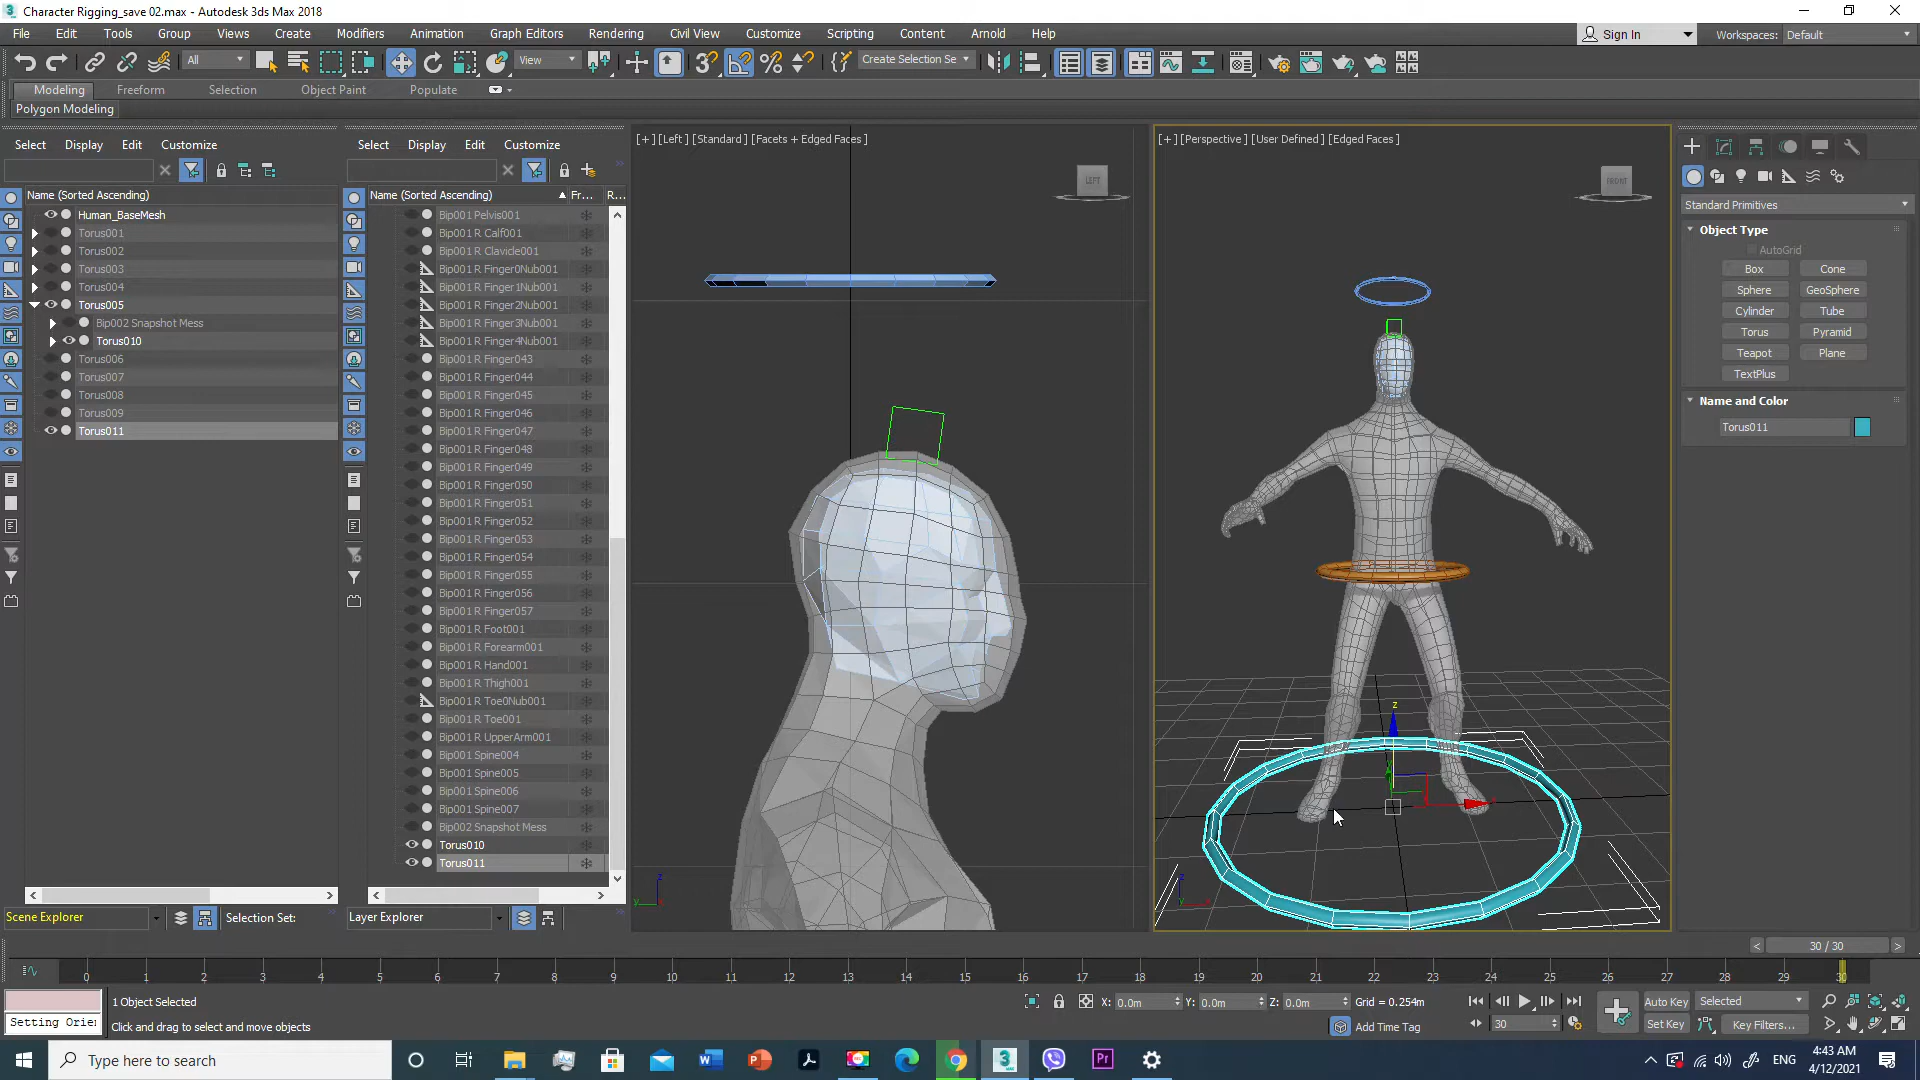 Character Rigging_save 02.max - Autodesk 3ds Max 2018
File Edit Tools Group Views Create Modifiers Animation Graph Editors Rendering Civil View Customize Scripting Content Arnold Help
Sign In Workspaces: Default
All View Create Selection Se
Modeling Freeform Selection Object Paint Populate
Polygon Modeling
Select Display Edit Customize
Name (Sorted Ascending)
Human_BaseMesh
Torus001
Torus002
Torus003
Torus004
Torus005
Bip002 Snapshot Mess
Torus010
Torus006
Torus007
Torus008
Torus009
Torus011
Scene Explorer Selection Set:
Select Display Edit Customize
Name (Sorted Ascending) Fr... R...
Bip001 Pelvis001
Bip001 R Calf001
Bip001 R Clavicle001
Bip001 R Finger0Nub001
Bip001 R Finger1Nub001
Bip001 R Finger2Nub001
Bip001 R Finger3Nub001
Bip001 R Finger4Nub001
Bip001 R Finger043
Bip001 R Finger044
Bip001 R Finger045
Bip001 R Finger046
Bip001 R Finger047
Bip001 R Finger048
Bip001 R Finger049
Bip001 R Finger050
Bip001 R Finger051
Bip001 R Finger052
Bip001 R Finger053
Bip001 R Finger054
Bip001 R Finger055
Bip001 R Finger056
Bip001 R Finger057
Bip001 R Foot001
Bip001 R Forearm001
Bip001 R Hand001
Bip001 R Thigh001
Bip001 R Toe0Nub001
Bip001 R Toe001
Bip001 R UpperArm001
Bip001 Spine004
Bip001 Spine005
Bip001 Spine006
Bip001 Spine007
Bip002 Snapshot Mess
Torus010
Torus011
Layer Explorer
[+] [Left] [Standard] [Facets + Edged Faces]
LEFT
z
y x
[+] [Perspective] [User Defined] [Edged Faces]
FRONT
z
z
y x
Standard Primitives
Object Type
AutoGrid
Box Cone
Sphere GeoSphere
Cylinder Tube
Torus Pyramid
Teapot Plane
TextPlus
Name and Color
Torus011
< 30 / 30 >
0 1 2 3 4 5 6 7 8 9 10 11 12 13 14 15 16 17 18 19 20 21 22 23 24 25 26 27 28 29 30
1 Object Selected X: 0.0m Y: 0.0m Z: 0.0m Grid = 0.254m Auto Key Selected
Setting Orien Click and drag to select and move objects Add Time Tag 30 Set Key Key Filters...
Type here to search ENG 4:43 AM
4/12/2021